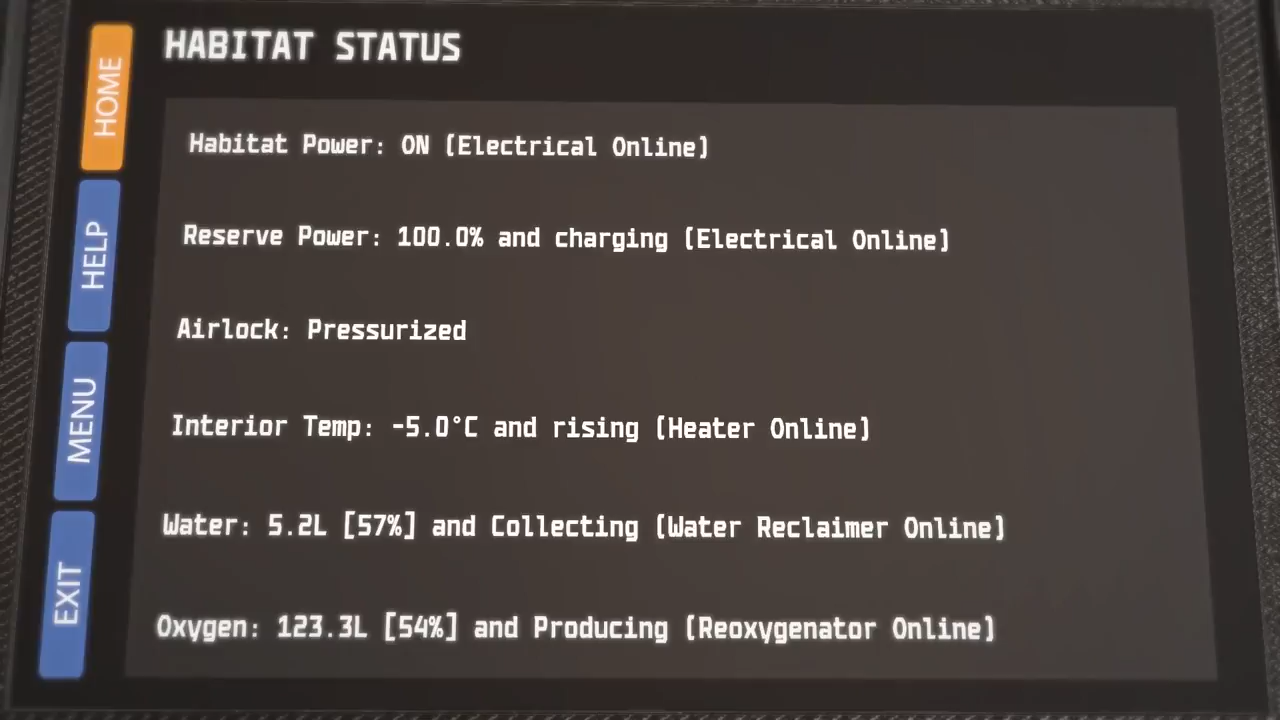 HABITAT STATUS
HOME
HELP
MENU
EXIT
Habitat Power: ON (Electrical Online)
Reserve Power: 100.0% and charging (Electrical Online)
Airlock: Pressurized
Interior Temp: -5.0°C and rising (Heater Online)
Water: 5.2L [57%] and Collecting (Water Reclaimer Online)
Oxygen: 123.3L [54%] and Producing (Reoxygenator Online)